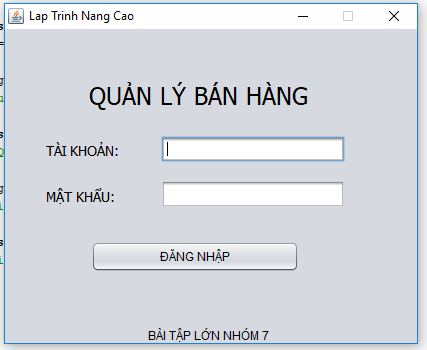 Lap Trinh Nang Cao
QUẢN LÝ BÁN HÀNG
TÀI KHOẢN:
MẬT KHẨU:
ĐĂNG NHẬP
BÀI TẬP LỚN NHÓM 7